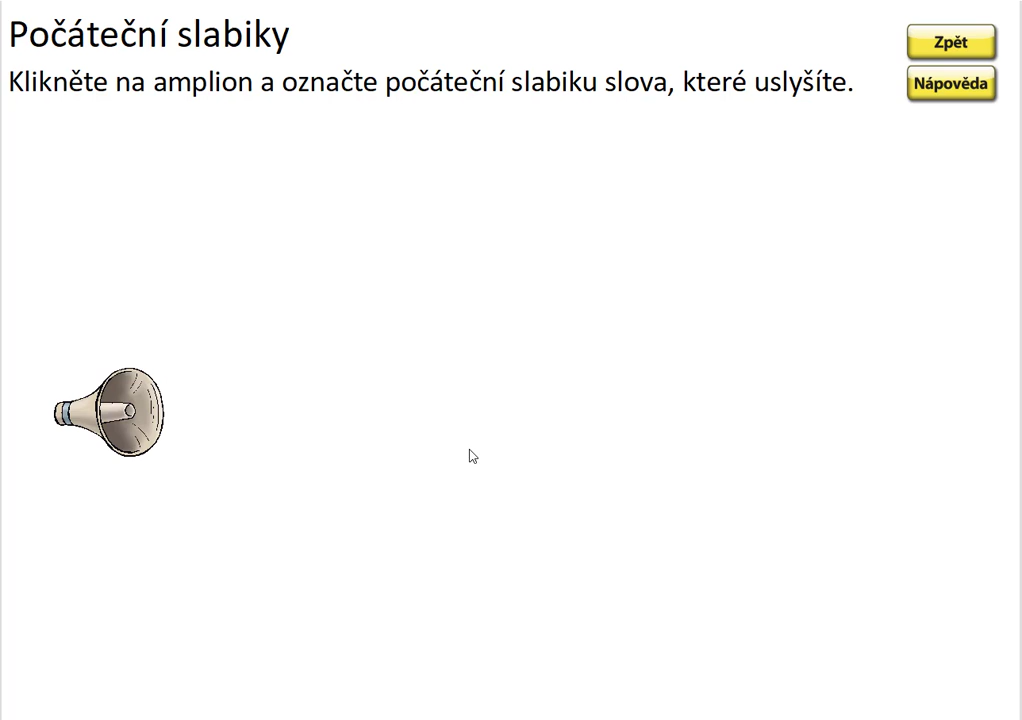 Počáteční slabiky
Zpět
Klikněte na amplion a označte počáteční slabiku slova, které uslyšíte.
Nápověda